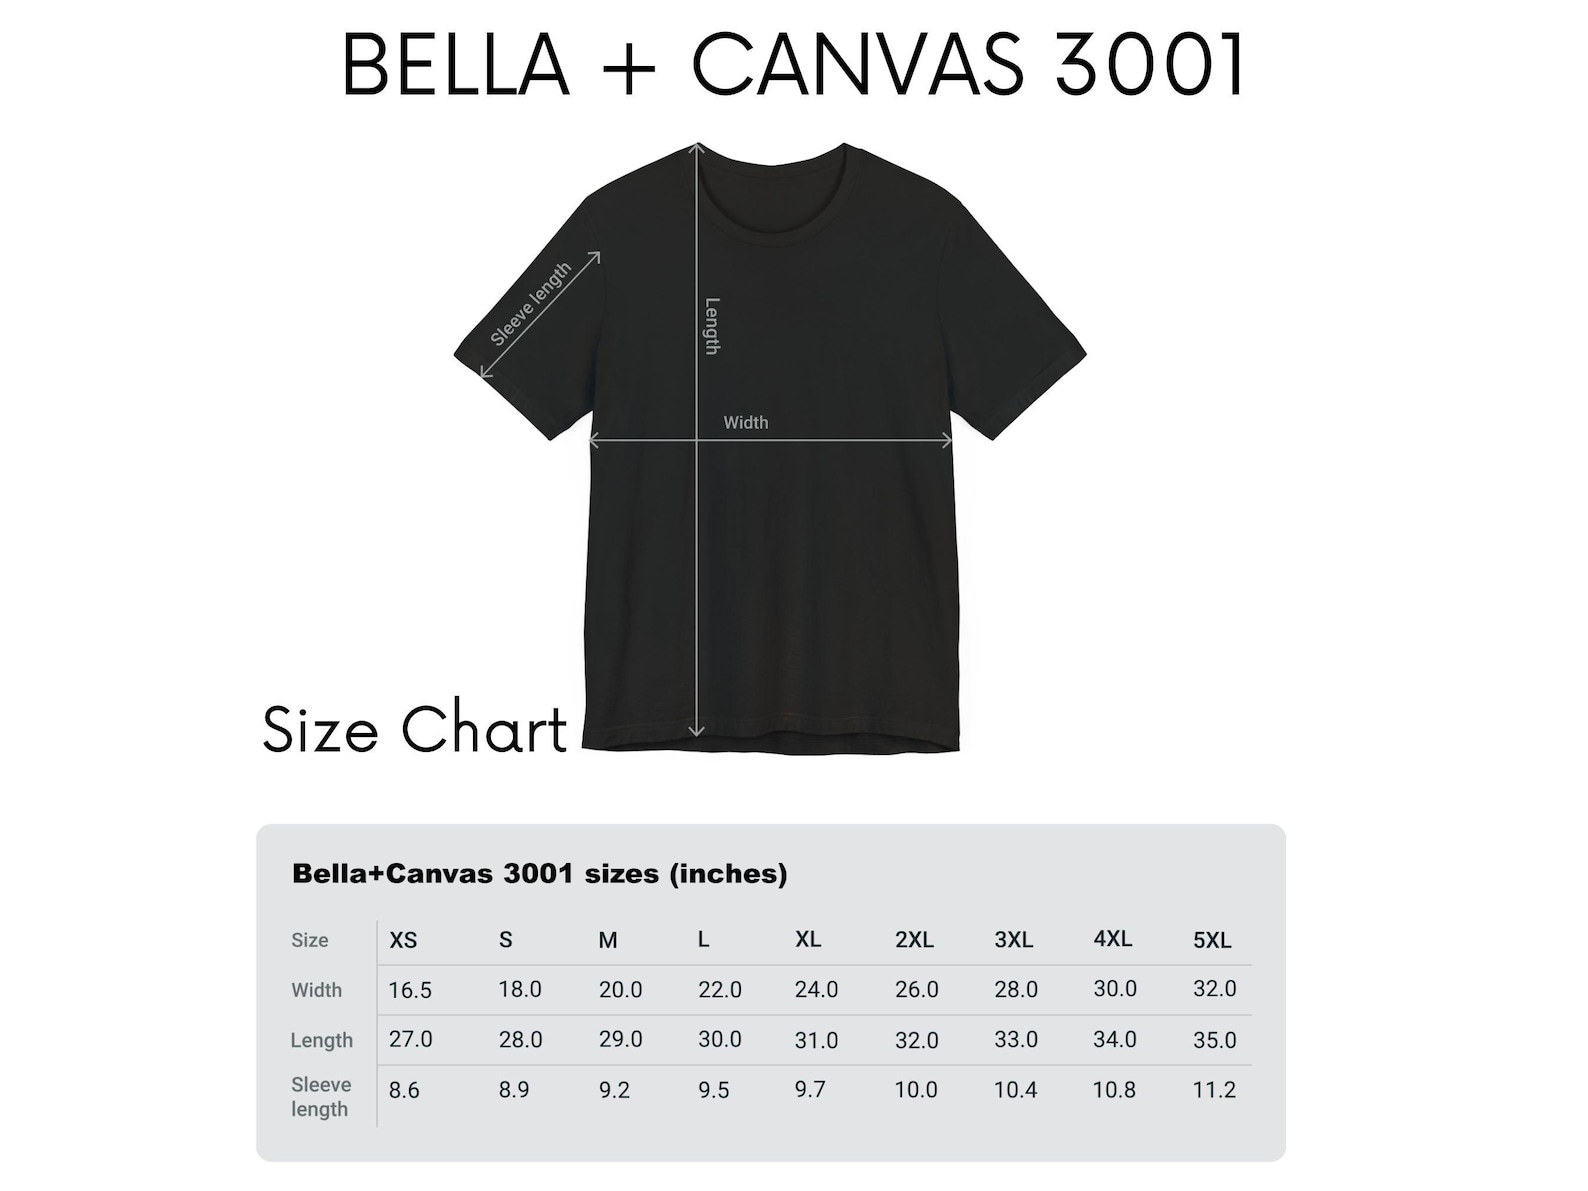 BELLA + CANVAS 3001
Sleeve length
Length
Width
Size Chart
Bella+Canvas 3001 sizes (inches)
Size XS S M L XL 2XL 3XL 4XL 5XL
Width 16.5 18.0 20.0 22.0 24.0 26.0 28.0 30.0 32.0
Length 27.0 28.0 29.0 30.0 31.0 32.0 33.0 34.0 35.0
Sleeve
length 8.6 8.9 9.2 9.5 9.7 10.0 10.4 10.8 11.2